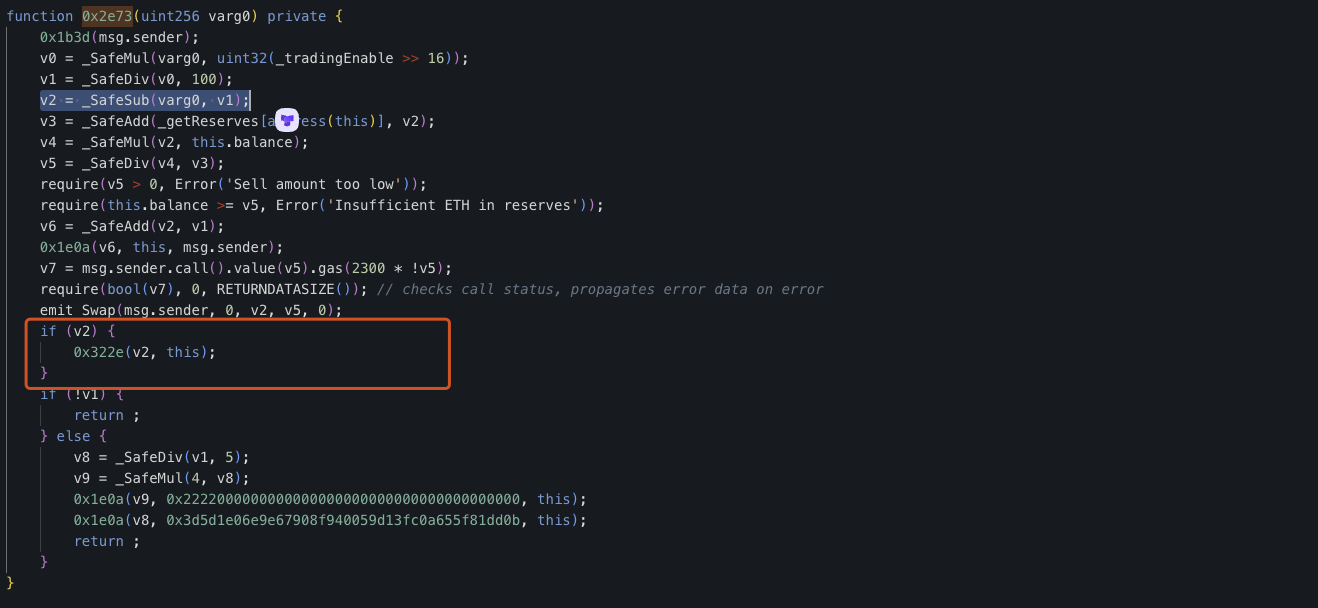 function 0x2e73(uint256 varg0) private {
0x1b3d(msg.sender);
v0 = _SafeMul(varg0, uint32(_tradingEnable >> 16));
v1 = _SafeDiv(v0, 100);
v2 = _SafeSub(varg0, v1);
v3 = _SafeAdd(_getReserves[a ress(this)], v2);
v4 = _SafeMul(v2, this.balance);
v5 = _SafeDiv(v4, v3);
require(v5 > 0, Error('Sell amount too low'));
require(this.balance >= v5, Error('Insufficient ETH in reserves'));
v6 = _SafeAdd(v2, v1);
0x1e0a(v6, this, msg.sender);
v7 = msg.sender.call().value(v5).gas(2300 * !v5);
require(bool(v7), 0, RETURNDATASIZE()); // checks call status, propagates error data on error
emit Swap(msg.sender, 0, v2, v5, 0);
if (v2) {
0x322e(v2, this);
}
if (!v1) {
return ;
} else {
v8 = _SafeDiv(v1, 5);
v9 = _SafeMul(4, v8);
0x1e0a(v9, 0x2222000000000000000000000000000000000000, this);
0x1e0a(v8, 0x3d5d1e06e9e67908f940059d13fc0a655f81dd0b, this);
return ;
}
}